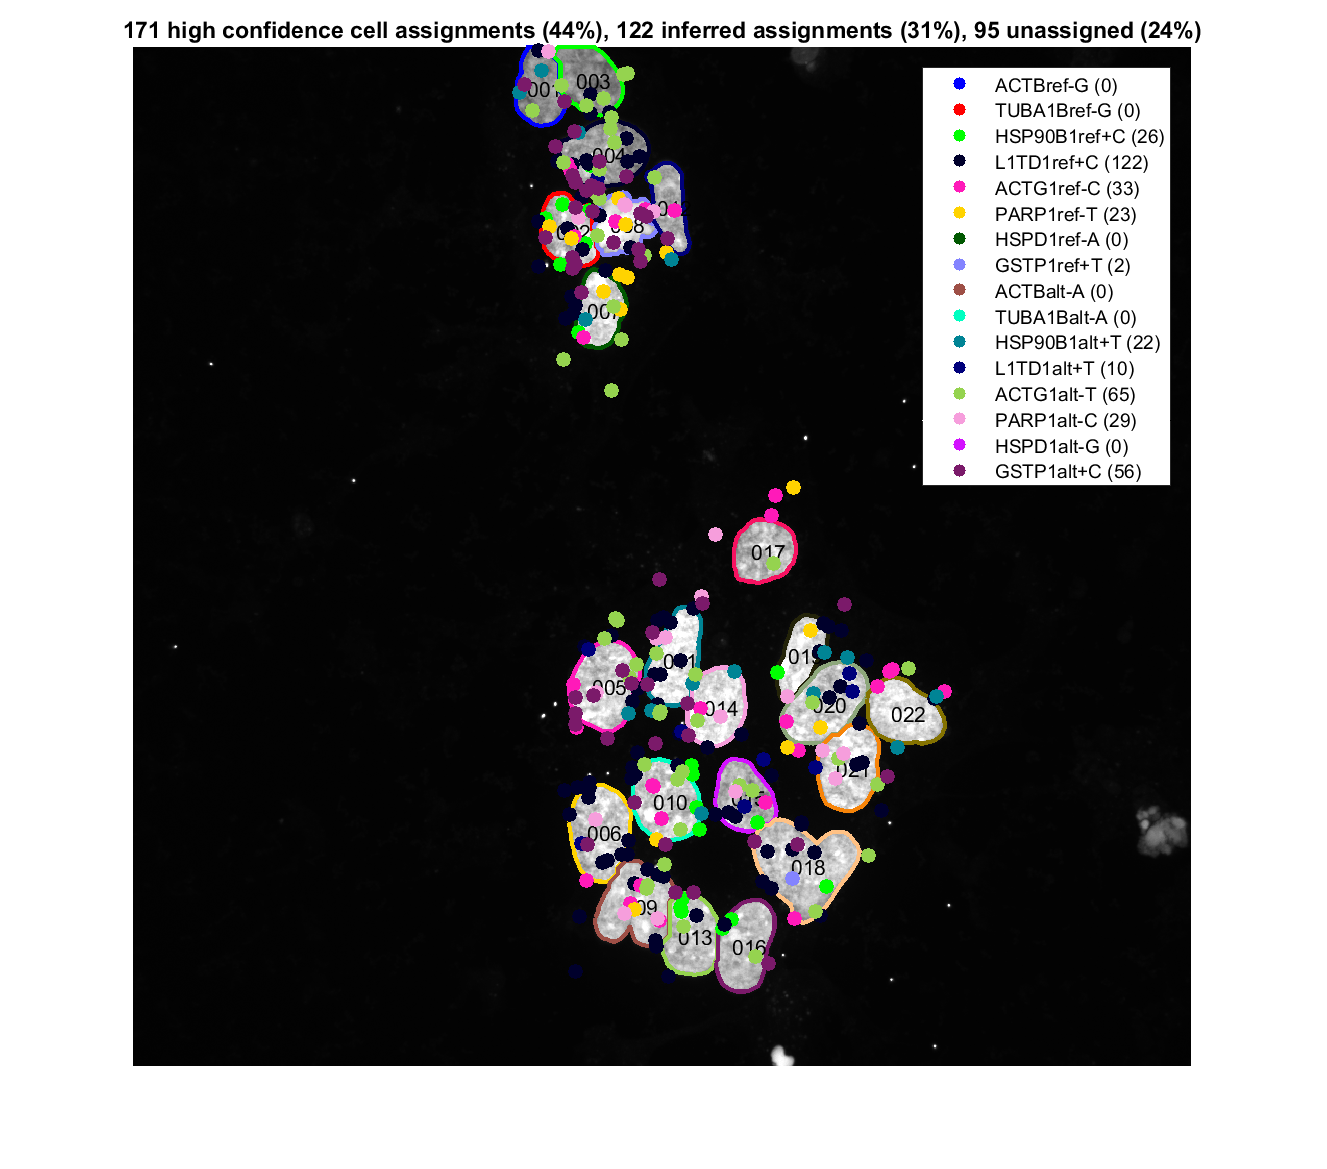 171 high confidence cell assignments (44%), 122 inferred assignments (31%), 95 unassigned (24%)
ACTBref-G (0)
TUBA1Bref-G (0)
HSP90B1ref+C (26)
L1TD1ref+C (122)
ACTG1ref-C (33)
PARP1ref-T (23)
HSPD1ref-A (0)
GSTP1ref+T (2)
ACTBalt-A (0)
TUBA1Balt-A (0)
HSP90B1alt+T (22)
L1TD1alt+T (10)
ACTG1alt-T (65)
PARP1alt-C (29)
HSPD1alt-G (0)
GSTP1alt+C (56)
003
004
017
005
014
020
022
010
006
018
013
016